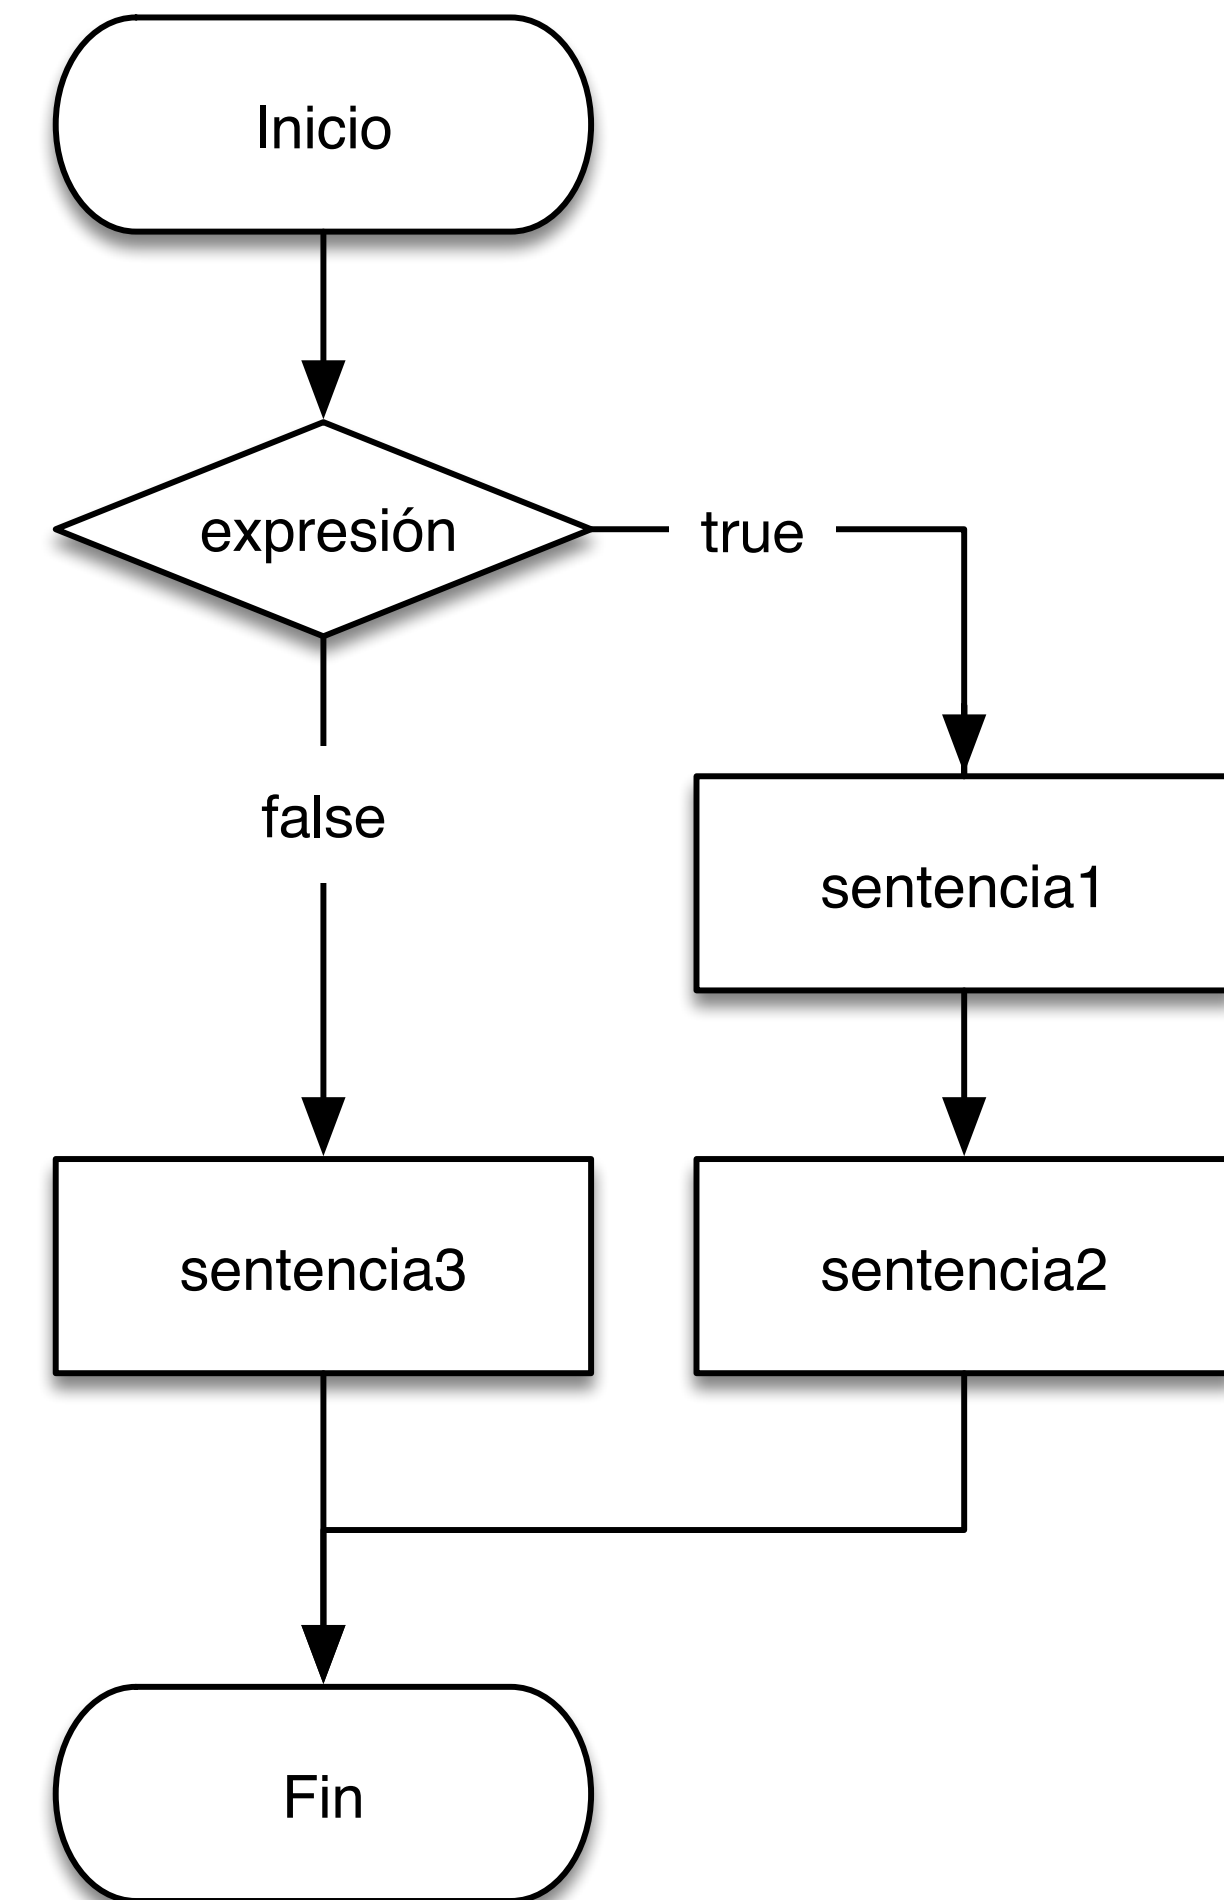 Inicio
expresión
true
false
sentencia1
sentencia3
sentencia2
Fin